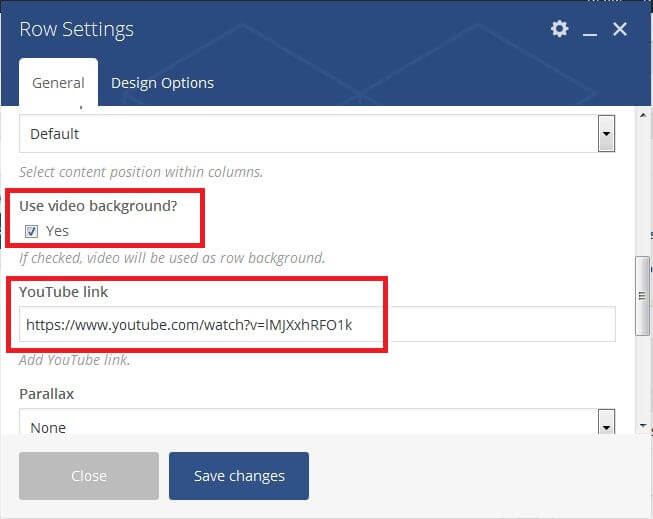 Row Settings
General
Design Options
Default
Select content position within columns.
Use video background?
Yes
If checked, video will be used as row background.
YouTube link
https://www.youtube.com/watch?v=lMJXxhRFO1k
Add YouTube link.
Parallax
None
Close
Save changes